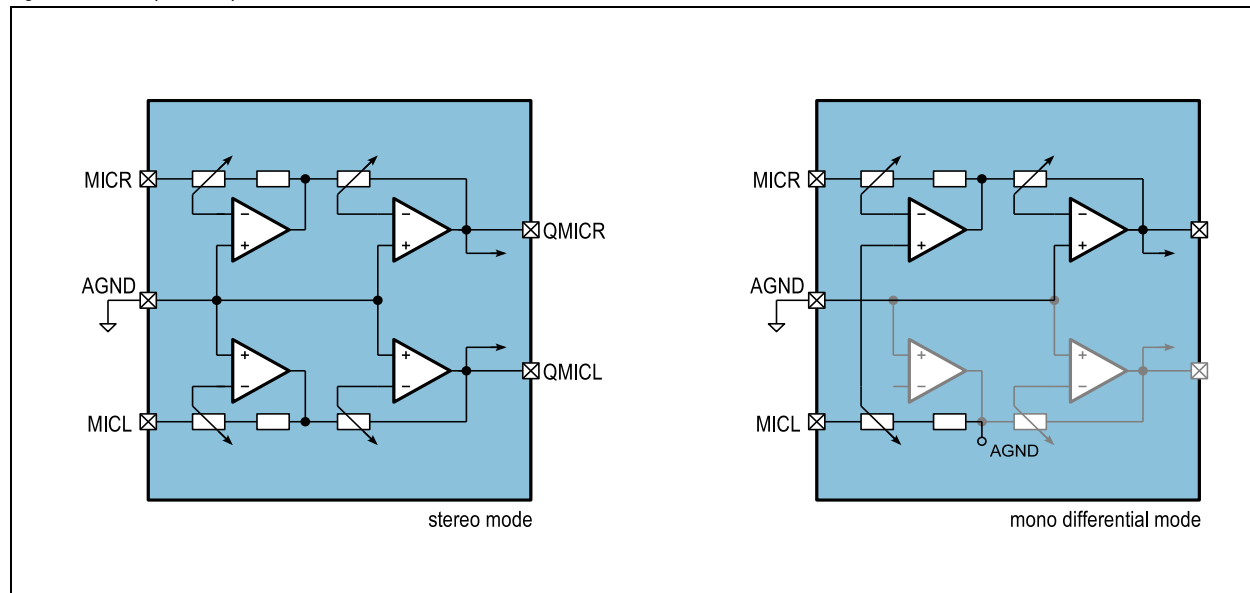 MICR
QMICR
AGND
QMICL
MICL
stereo mode
MICR
AGND
MICL
AGND
mono differential mode